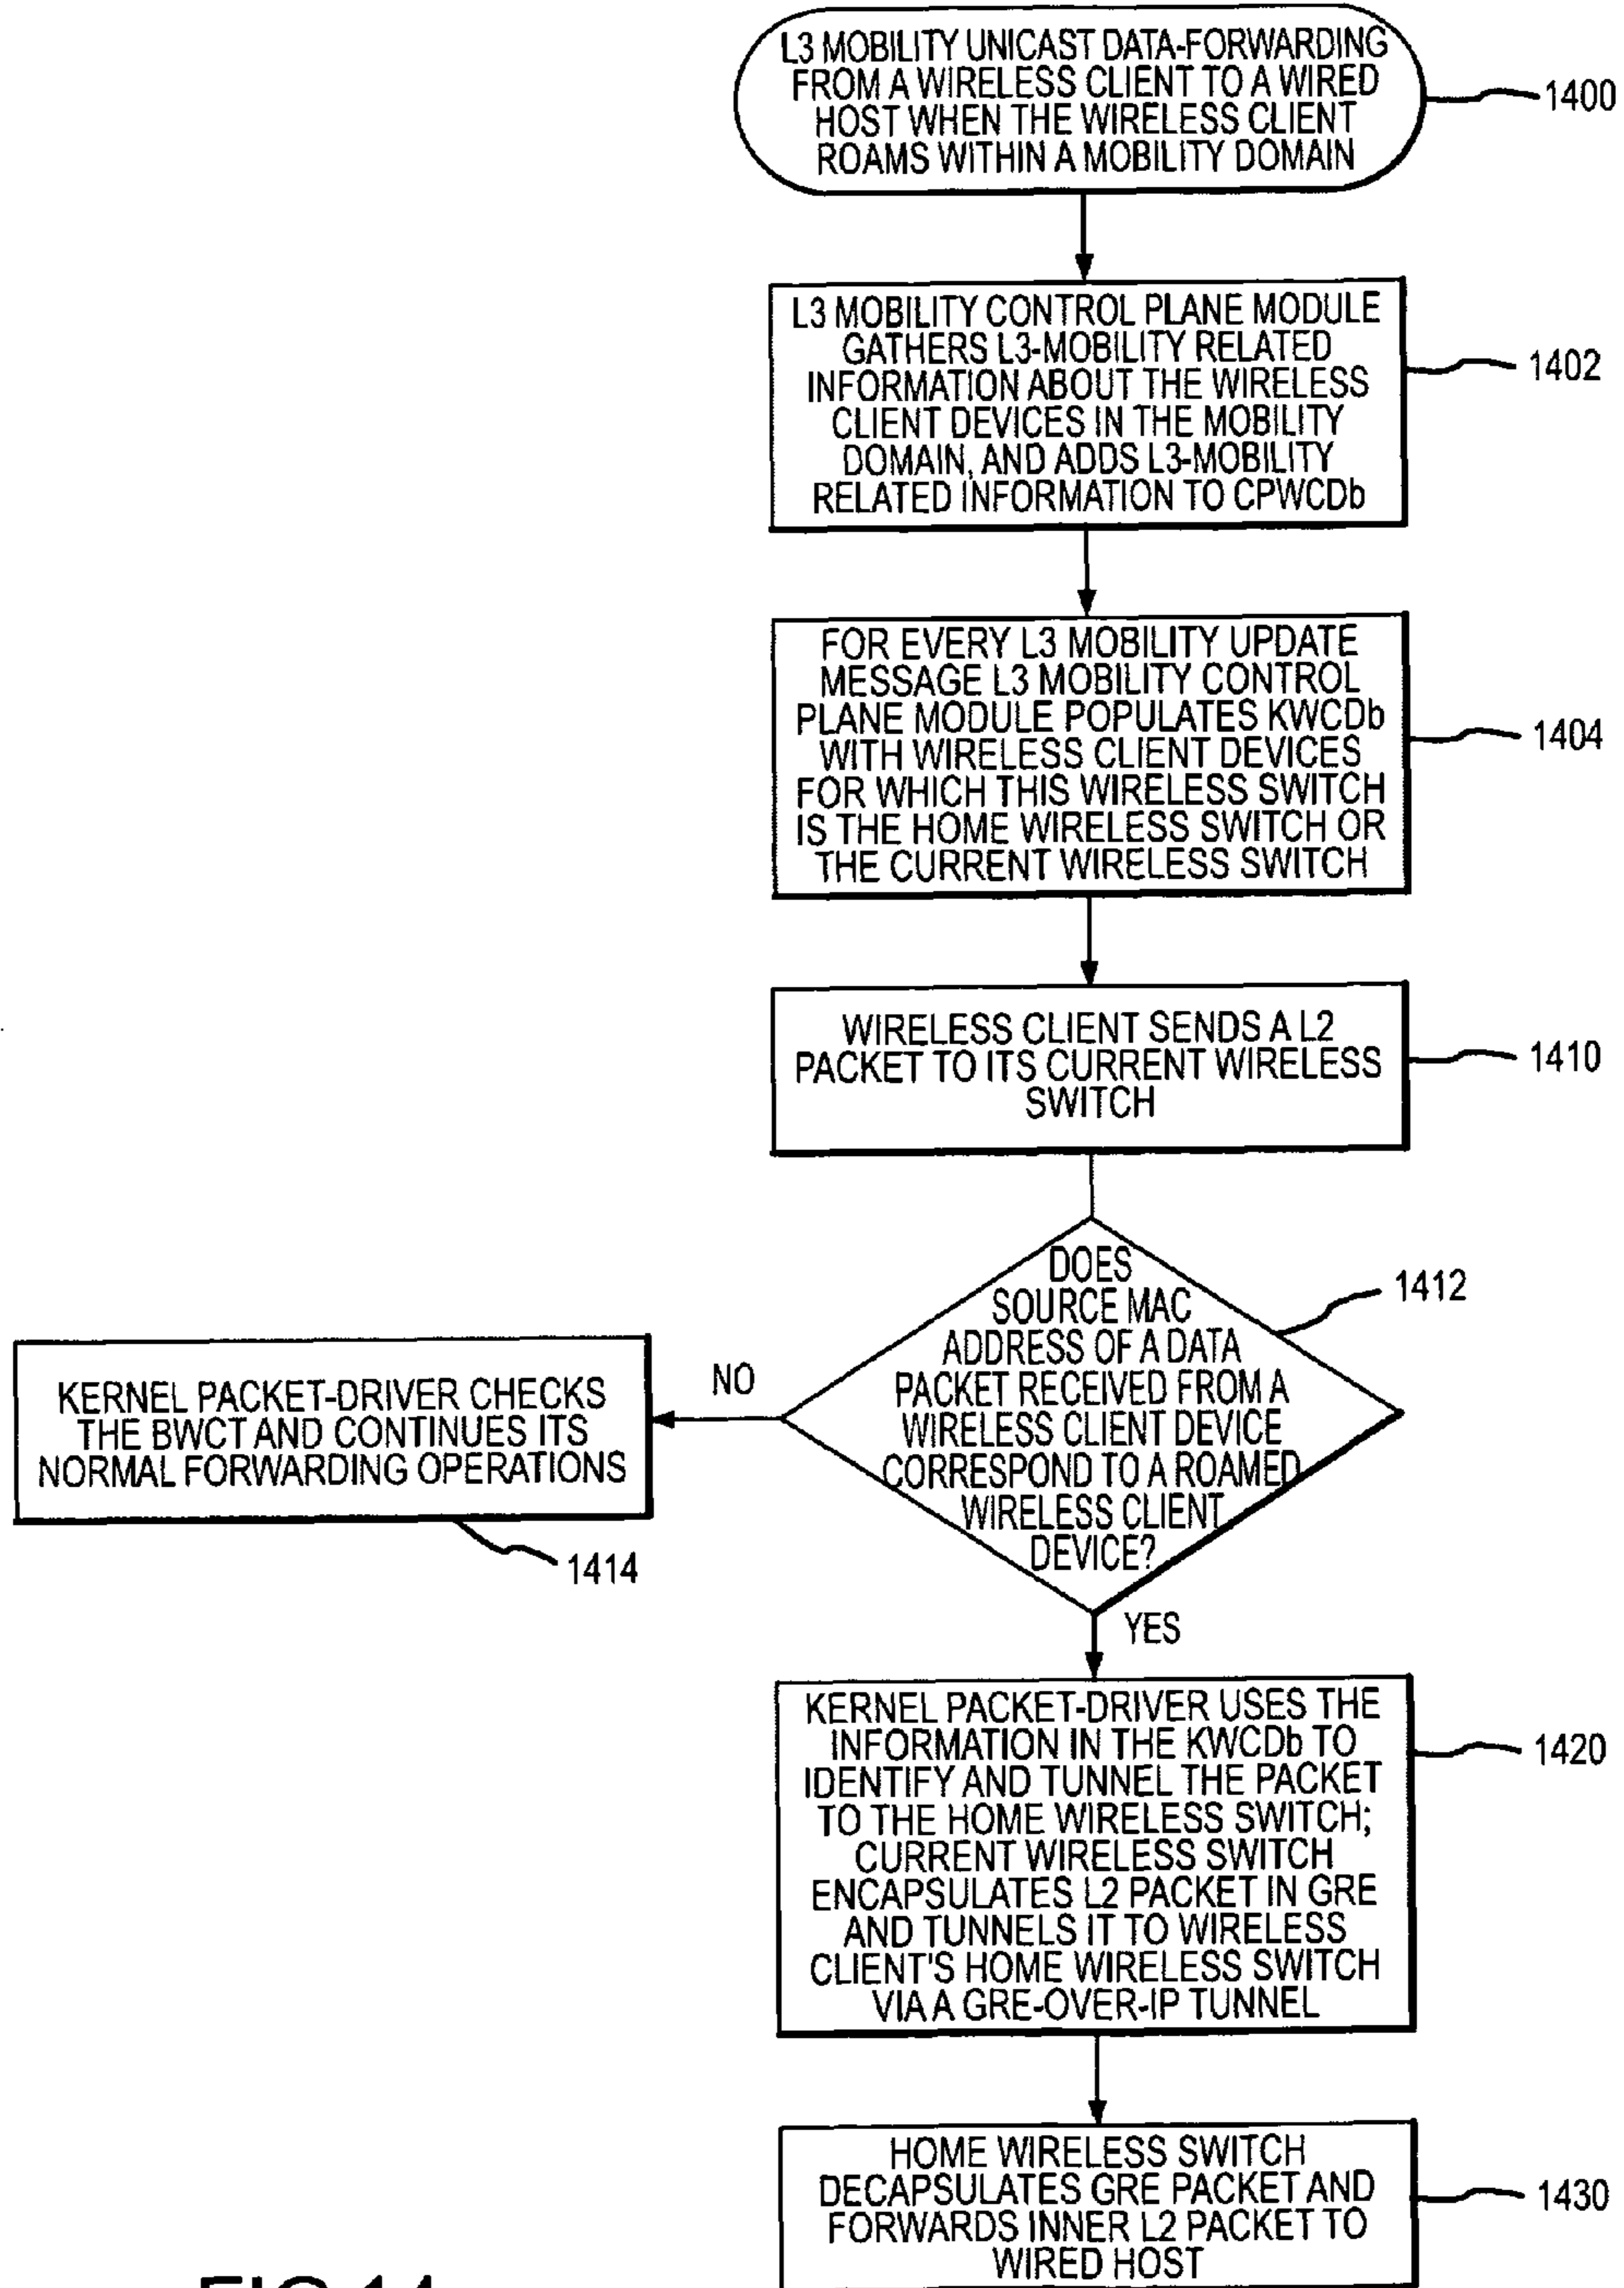 L3 MOBILITY UNICAST DATA-FORWARDING
FROM A WIRELESS CLIENT TO A WIRED
HOST WHEN THE WIRELESS CLIENT
ROAMS WITHIN A MOBILITY DOMAIN
1400
L3 MOBILITY CONTROL PLANE MODULE
GATHERS L3-MOBILITY RELATED
INFORMATION ABOUT THE WIRELESS
CLIENT DEVICES IN THE MOBILITY
DOMAIN, AND ADDS L3-MOBILITY
RELATED INFORMATION TO CPWCDb
1402
FOR EVERY L3 MOBILITY UPDATE
MESSAGE L3 MOBILITY CONTROL
PLANE MODULE POPULATES KWCDb
WITH WIRELESS CLIENT DEVICES
FOR WHICH THIS WIRELESS SWITCH
IS THE HOME WIRELESS SWITCH OR
THE CURRENT WIRELESS SWITCH
1404
WIRELESS CLIENT SENDS A L2
PACKET TO ITS CURRENT WIRELESS
SWITCH
1410
DOES
SOURCE MAC
ADDRESS OF A DATA
PACKET RECEIVED FROM A
WIRELESS CLIENT DEVICE
CORRESPOND TO A ROAMED
WIRELESS CLIENT
DEVICE?
1412
NO
KERNEL PACKET-DRIVER CHECKS
THE BWCT AND CONTINUES ITS
NORMAL FORWARDING OPERATIONS
1414
YES
KERNEL PACKET-DRIVER USES THE
INFORMATION IN THE KWCDb TO
IDENTIFY AND TUNNEL THE PACKET
TO THE HOME WIRELESS SWITCH;
CURRENT WIRELESS SWITCH
ENCAPSULATES L2 PACKET IN GRE
AND TUNNELS IT TO WIRELESS
CLIENT'S HOME WIRELESS SWITCH
VIA A GRE-OVER-IP TUNNEL
1420
HOME WIRELESS SWITCH
DECAPSULATES GRE PACKET AND
FORWARDS INNER L2 PACKET TO
WIRED HOST
1430
FIG.14